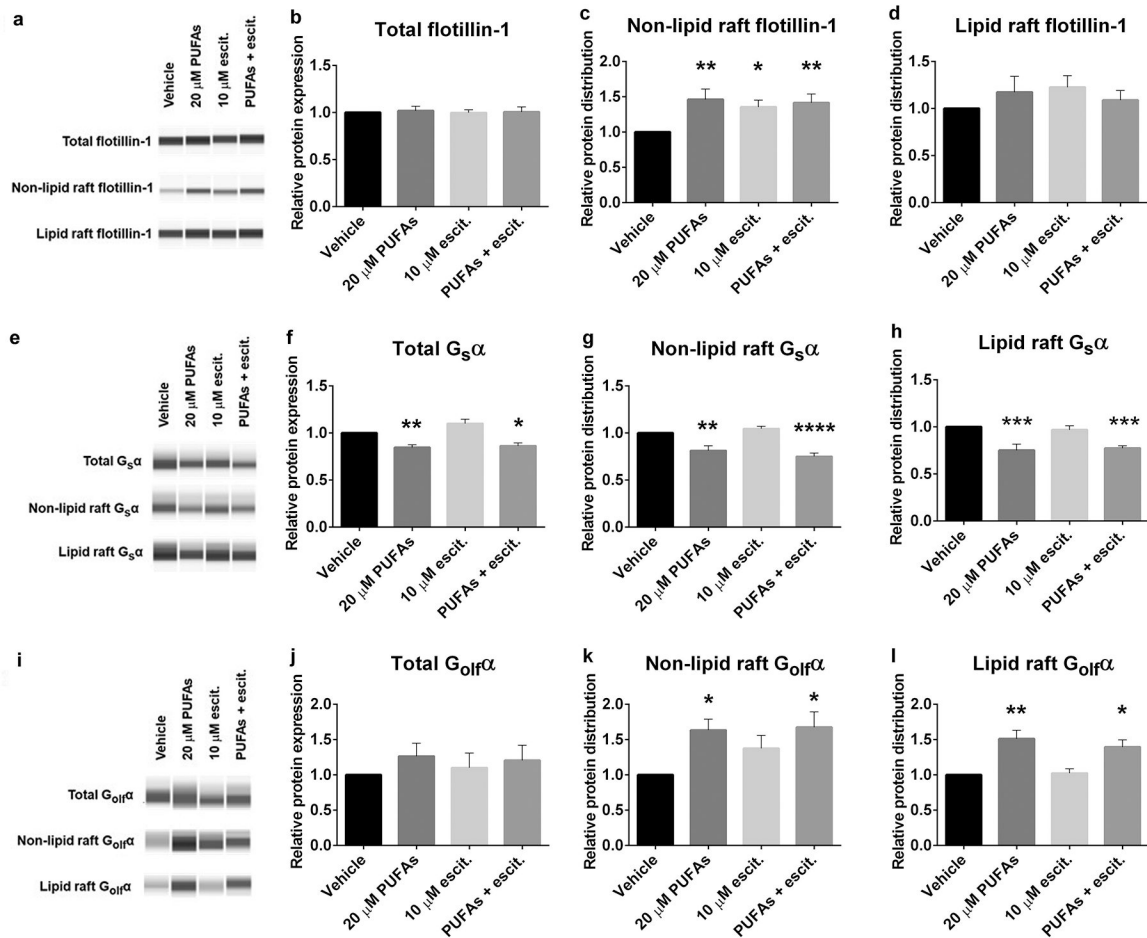 a
Vehicle
20 μM PUFAs
10 μM escit.
PUFAs + escit.
Total flotillin-1
Non-lipid raft flotillin-1
Lipid raft flotillin-1
b
Total flotillin-1
Relative protein expression
1.5
1.0
0.5
0.0
Vehicle
20 μM PUFAs
10 μM escit.
PUFAs + escit.
c
Non-lipid raft flotillin-1
Relative protein distribution
2.0
1.5
1.0
0.5
0.0
**
*
**
Vehicle
20 μM PUFAs
10 μM escit.
PUFAs + escit.
d
Lipid raft flotillin-1
Relative protein distribution
1.5
1.0
0.5
0.0
Vehicle
20 μM PUFAs
10 μM escit.
PUFAs + escit.
e
Vehicle
20 μM PUFAs
10 μM escit.
PUFAs + escit.
Total Gsα
Non-lipid raft Gsα
Lipid raft Gsα
f
Total Gsα
Relative protein expression
1.5
1.0
0.5
0.0
**
*
Vehicle
20 μM PUFAs
10 μM escit.
PUFAs + escit.
g
Non-lipid raft Gsα
Relative protein distribution
1.5
1.0
0.5
0.0
**
****
Vehicle
20 μM PUFAs
10 μM escit.
PUFAs + escit.
h
Lipid raft Gsα
Relative protein distribution
1.5
1.0
0.5
0.0
***
***
Vehicle
20 μM PUFAs
10 μM escit.
PUFAs + escit.
i
Vehicle
20 μM PUFAs
10 μM escit.
PUFAs + escit.
Total Golfα
Non-lipid raft Golfα
Lipid raft Golfα
j
Total Golfα
Relative protein expression
2.0
1.5
1.0
0.5
0.0
Vehicle
20 μM PUFAs
10 μM escit.
PUFAs + escit.
k
Non-lipid raft Golfα
Relative protein distribution
2.0
1.5
1.0
0.5
0.0
*
*
Vehicle
20 μM PUFAs
10 μM escit.
PUFAs + escit.
l
Lipid raft Golfα
Relative protein distribution
2.0
1.5
1.0
0.5
0.0
**
*
Vehicle
20 μM PUFAs
10 μM escit.
PUFAs + escit.